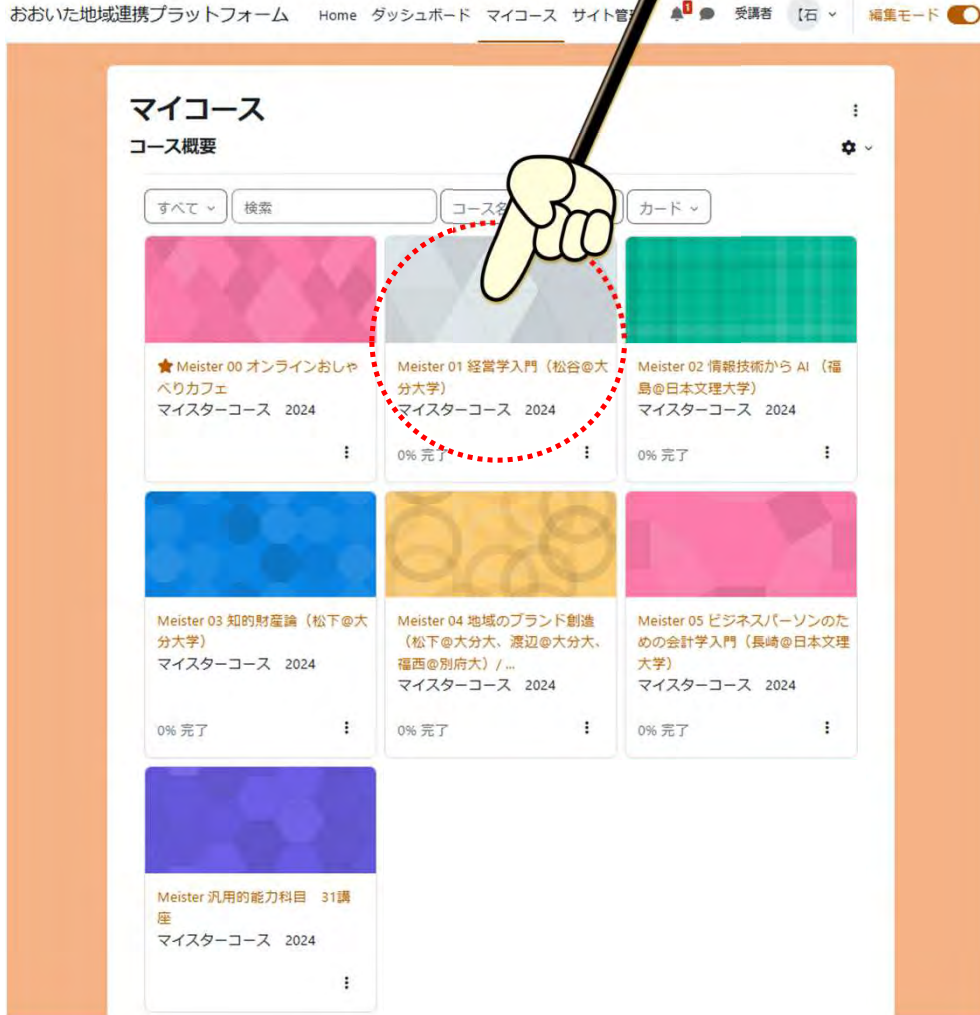 おおいた地域連携プラットフォーム Home ダッシュボード マイコース サイト管 1 受講者 【石
編集モード
マイコース
コース概要
すべて 検索 コース名 カード
Meister 00 オンラインおしゃ
べりカフェ
マイスターコース 2024
Meister 01 経営学入門（松谷@大
分大学）
マイスターコース 2024
0% 完了
Meister 02 情報技術から AI （福
島@日本文理大学）
マイスターコース 2024
0% 完了
Meister 03 知的財産論（松下@大
分大学）
マイスターコース 2024
0% 完了
Meister 04 地域のブランド創造
（松下@大分大、渡辺@大分大、
福西@別府大）/ ...
マイスターコース 2024
0% 完了
Meister 05 ビジネスパーソンのた
めの会計学入門（長崎@日本文理
大学）
マイスターコース 2024
0% 完了
Meister 汎用的能力科目 31講
座
マイスターコース 2024